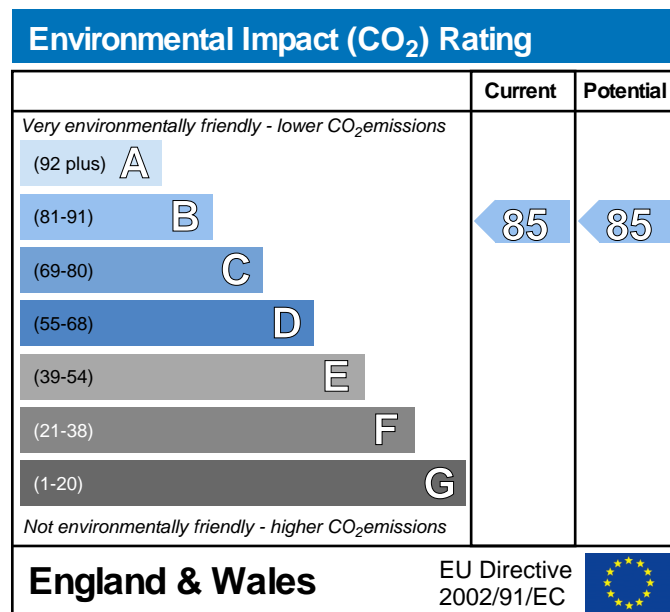 Environmental Impact (CO₂) Rating
Current Potential
Very environmentally friendly - lower CO₂emissions
(92 plus) A
(81-91) B 85 85
(69-80) C
(55-68) D
(39-54) E
(21-38) F
(1-20) G
Not environmentally friendly - higher CO₂emissions
England & Wales
EU Directive
2002/91/EC